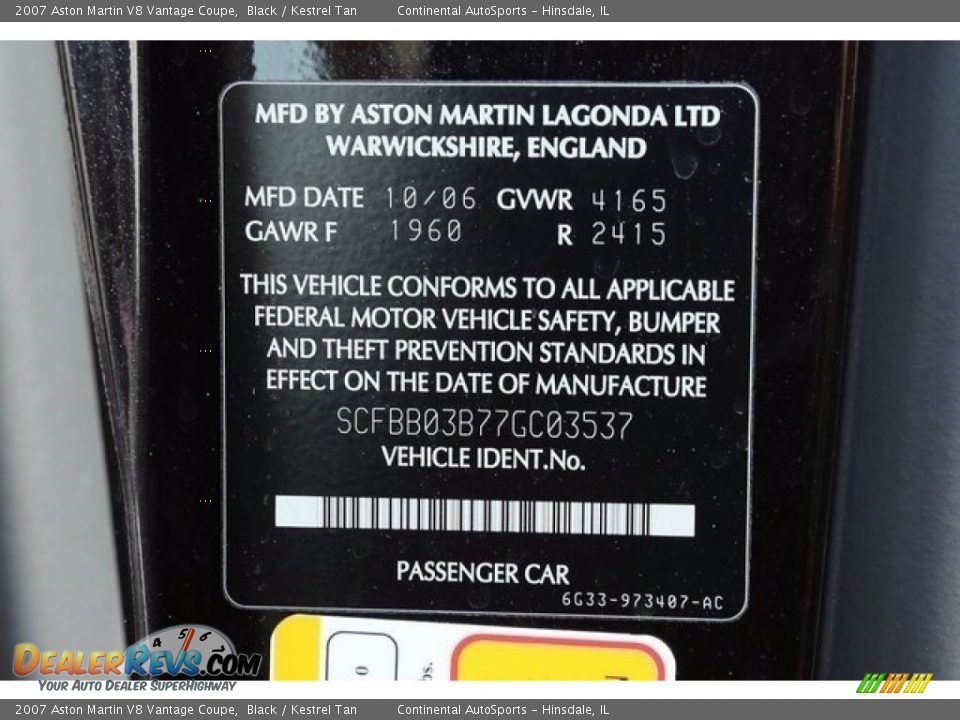 2007 Aston Martin V8 Vantage Coupe, Black / Kestrel Tan Continental AutoSports - Hinsdale, IL
MFD BY ASTON MARTIN LAGONDA LTD
WARWICKSHIRE, ENGLAND
MFD DATE 10/06 GVWR 4165
GAWR F 1960 R 2415
THIS VEHICLE CONFORMS TO ALL APPLICABLE
FEDERAL MOTOR VEHICLE SAFETY, BUMPER
AND THEFT PREVENTION STANDARDS IN
EFFECT ON THE DATE OF MANUFACTURE
SCFBB03B77GC03537
VEHICLE IDENT.No.
PASSENGER CAR
6G33-973407-AC
4 5 6
DEALERREVS.COM
YOUR AUTO DEALER SUPERHIGHWAY
2007 Aston Martin V8 Vantage Coupe, Black / Kestrel Tan Continental AutoSports - Hinsdale, IL